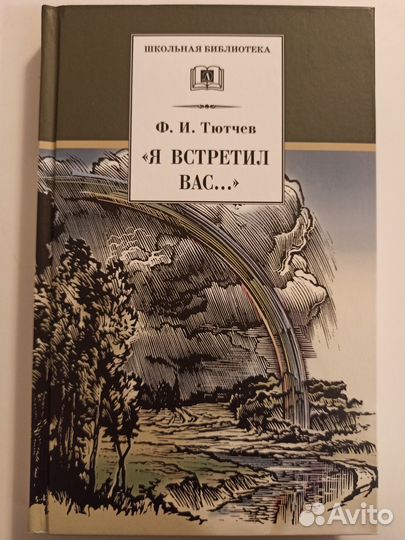 ШКОЛЬНАЯ БИБЛИОТЕКА
Ф. И. Тютчев
«Я ВСТРЕТИЛ
ВАС...»
Avito